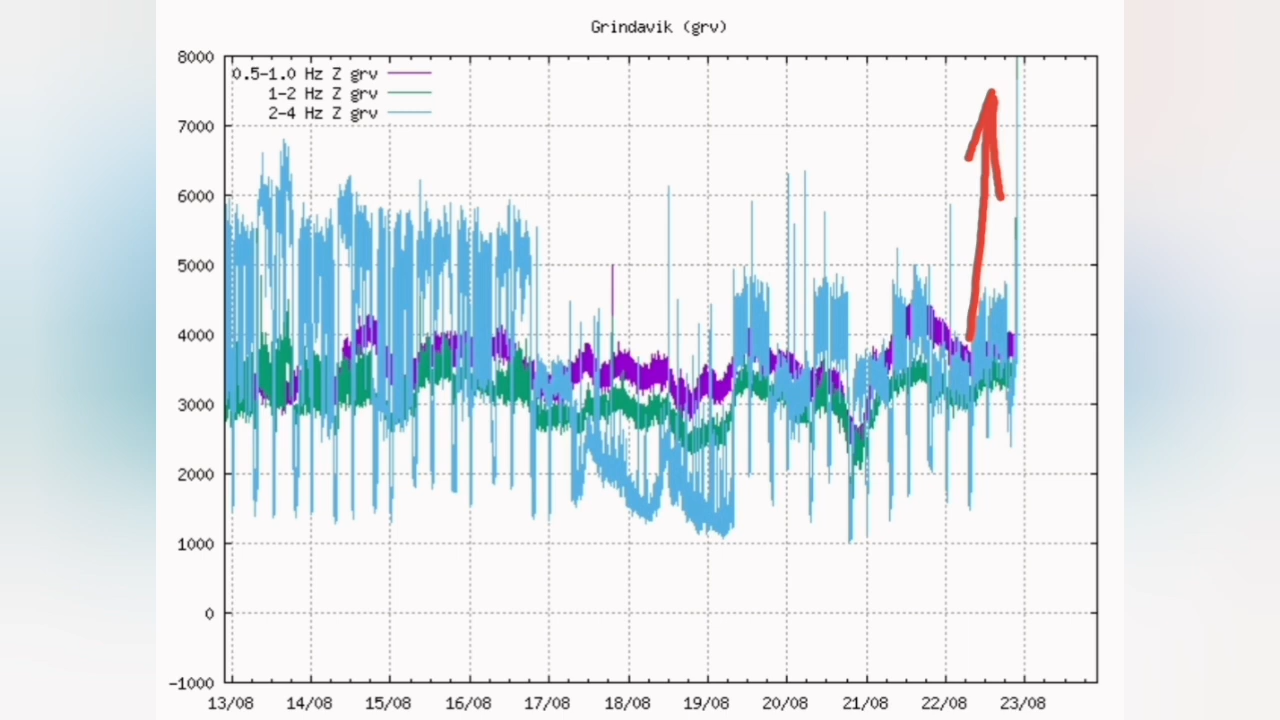 Grindavik (grv)
8000
0.5-1.0 Hz Z grv
1-2 Hz Z grv
2-4 Hz Z grv
7000
6000
5000
4000
3000
2000
1000
0
-1000
13/08 14/08 15/08 16/08 17/08 18/08 19/08 20/08 21/08 22/08 23/08